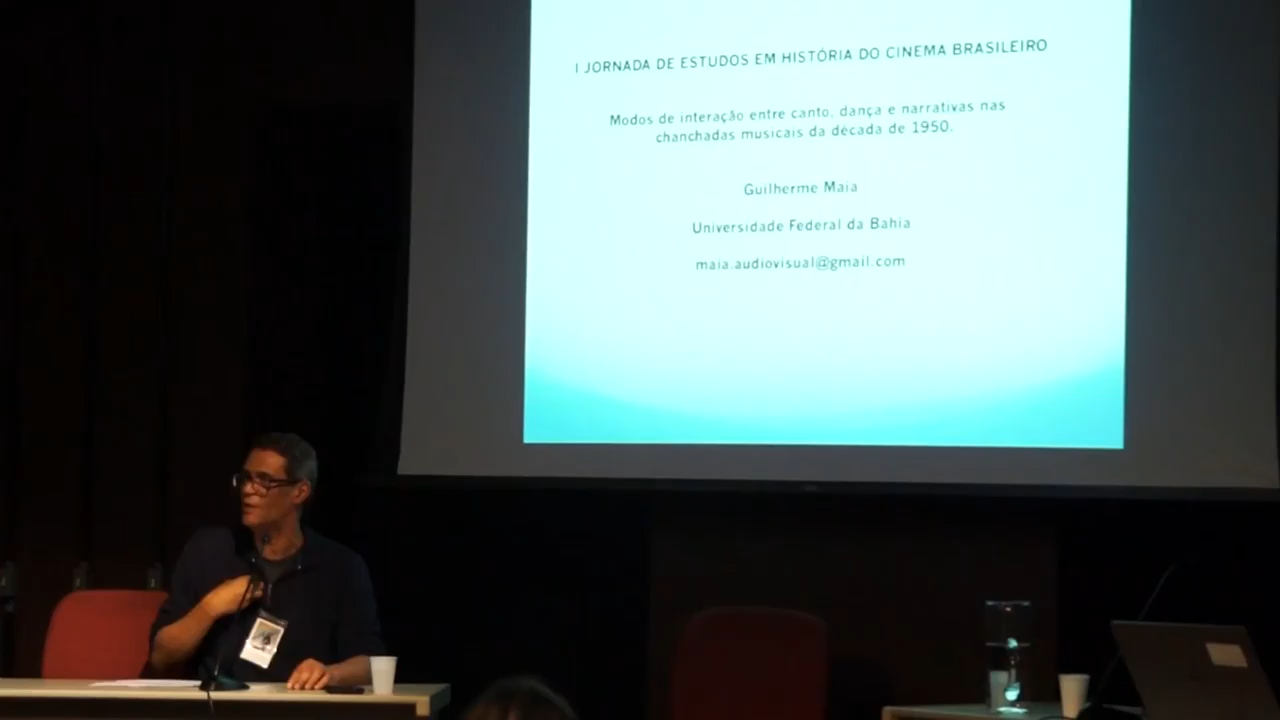 I JORNADA DE ESTUDOS EM HISTÓRIA DO CINEMA BRASILEIRO
Modos de interação entre canto, dança e narrativas nas
chanchadas musicais da década de 1950.
Guilherme Maia
Universidade Federal da Bahia
maia.audiovisual@gmail.com